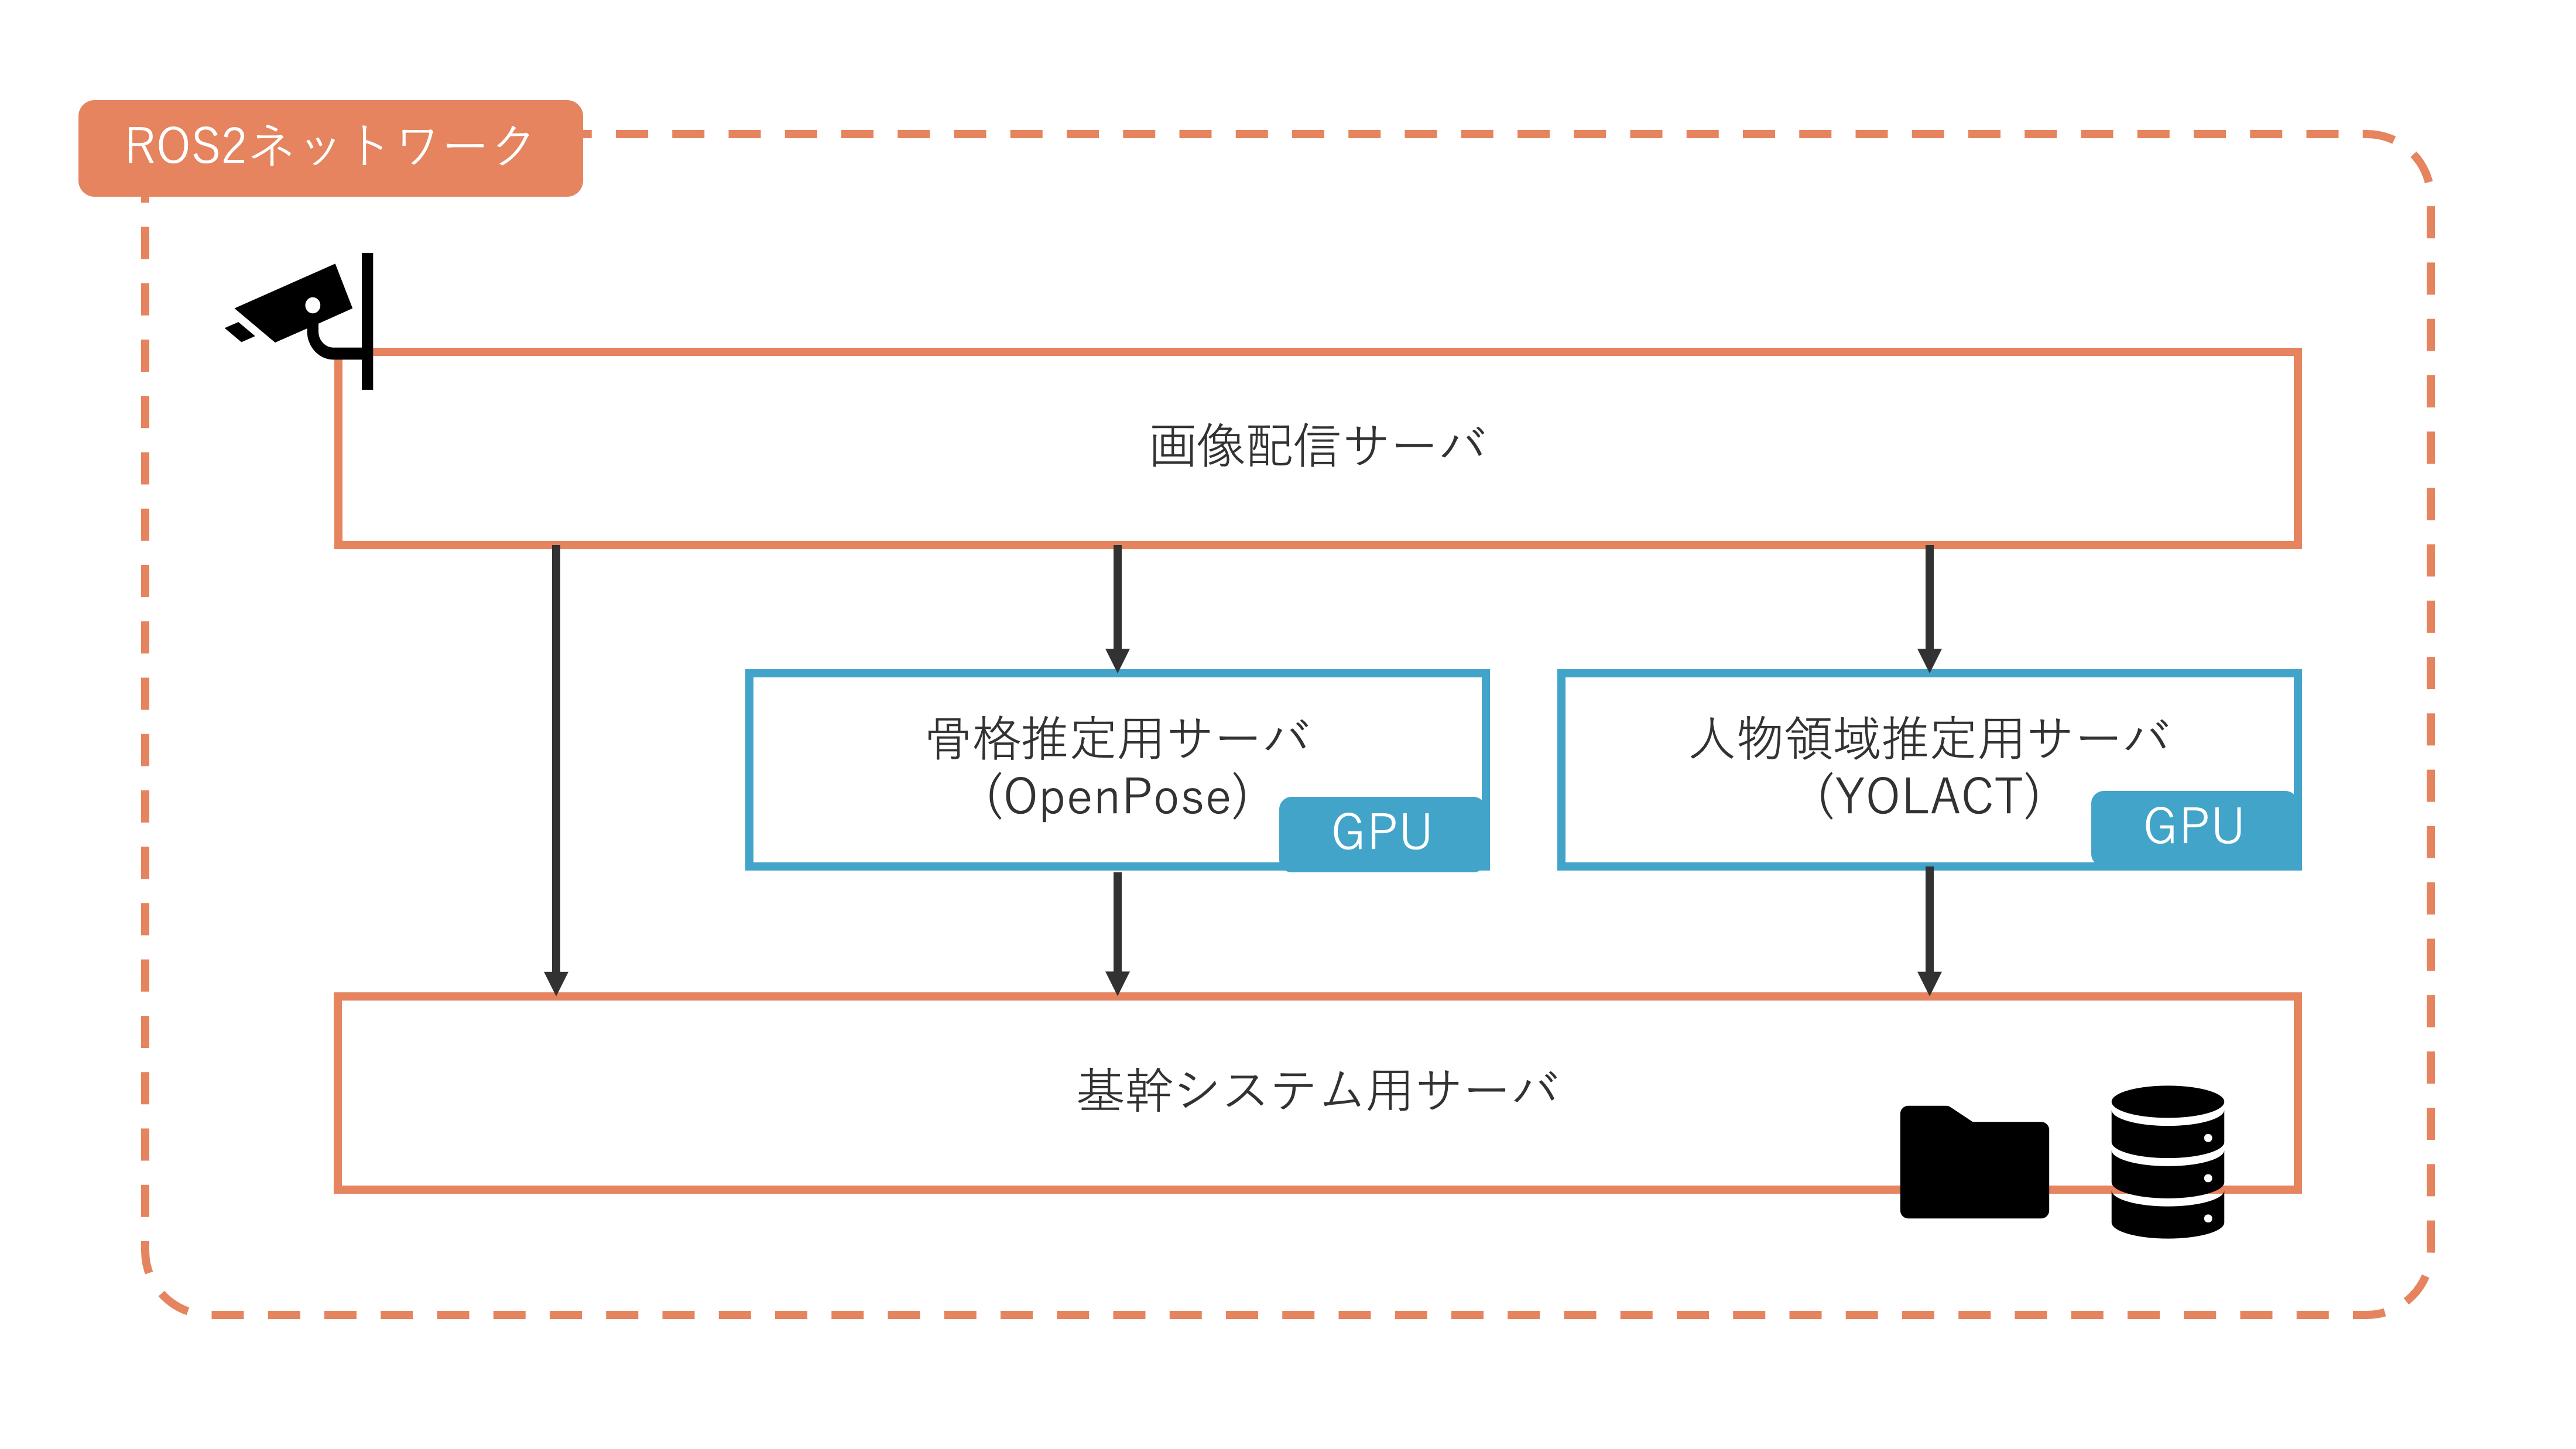 ROS2ネットワーク
画像配信サーバ
骨格推定用サーバ
(OpenPose)
GPU
人物領域推定用サーバ
(YOLACT)
GPU
基幹システム用サーバ